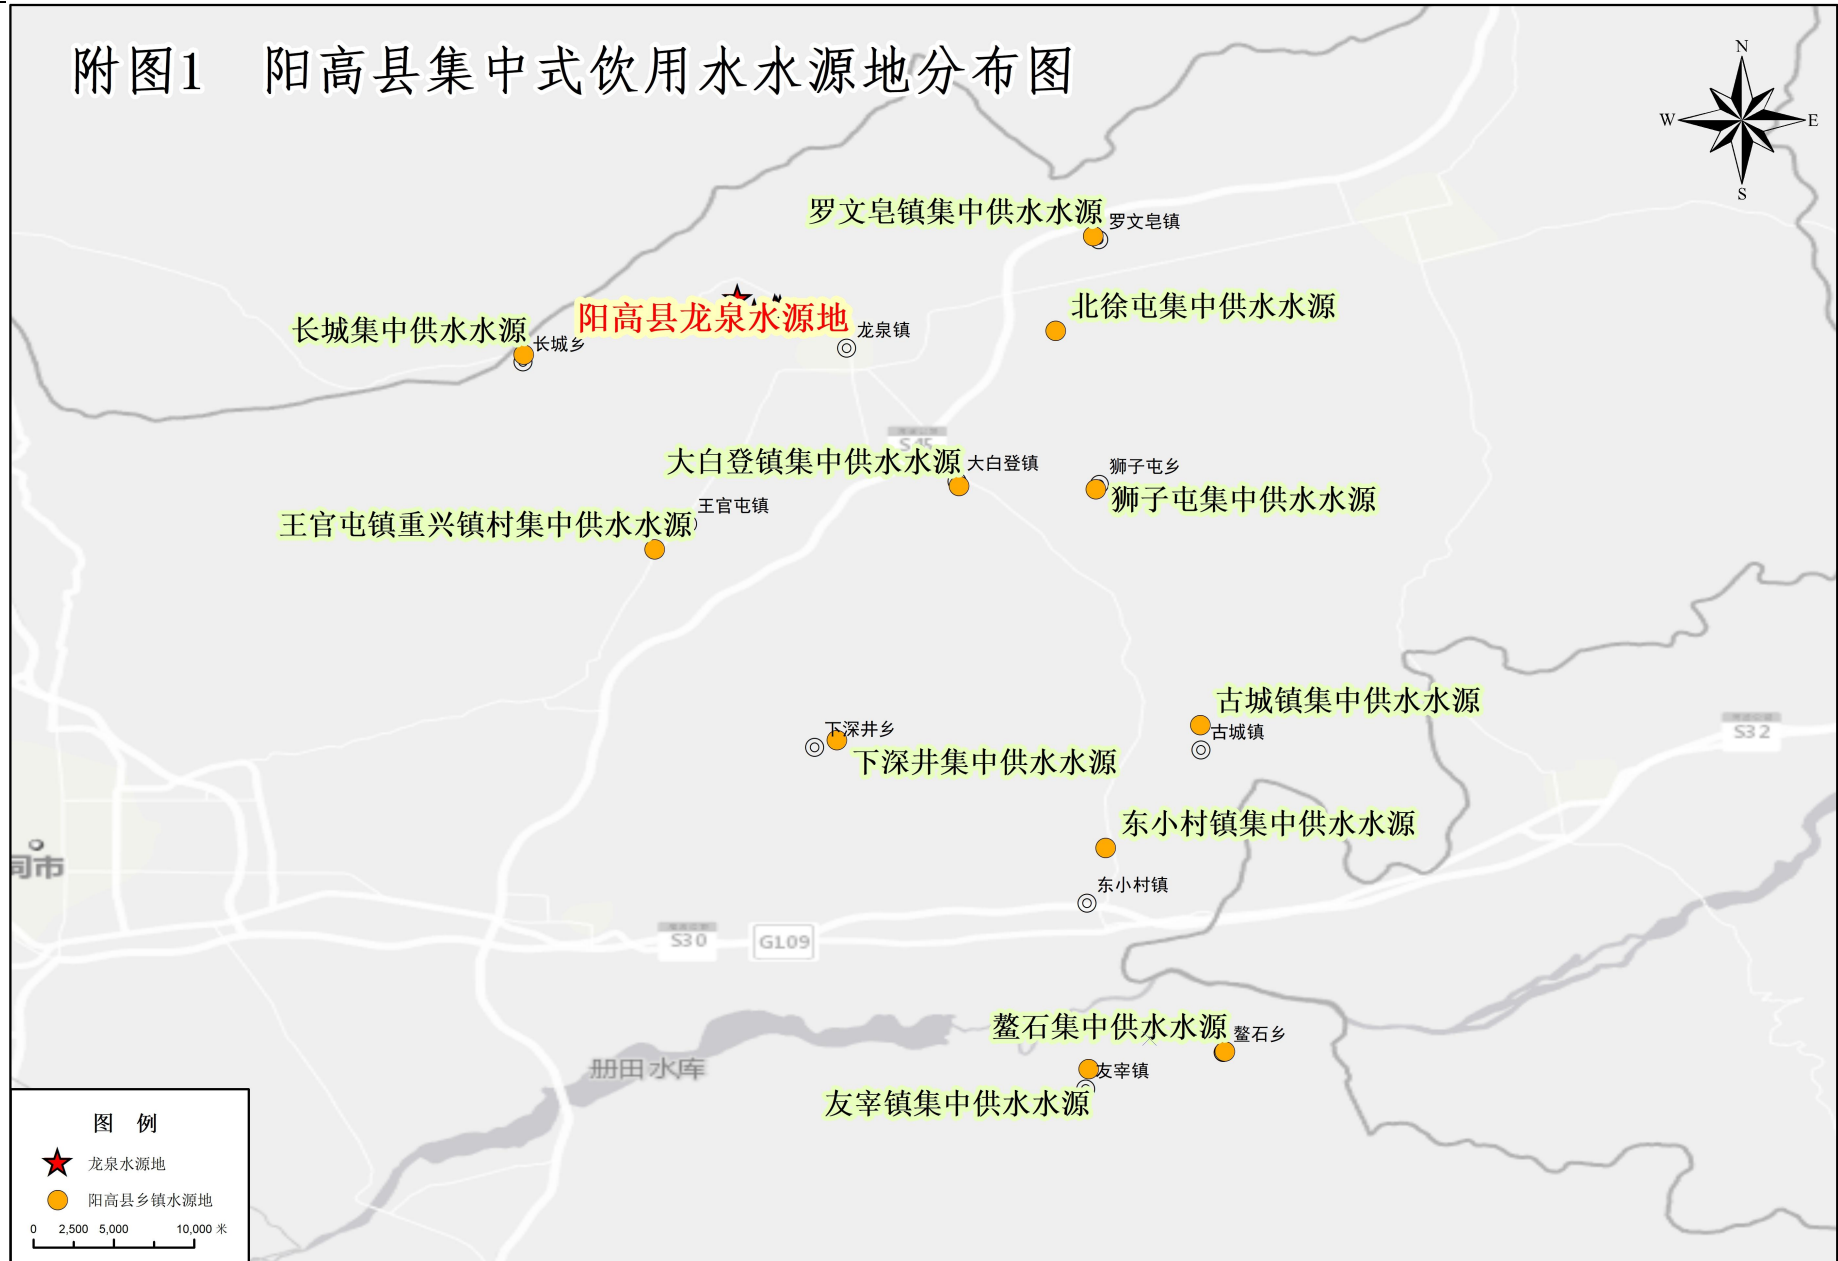 附图1 阳高县集中式饮用水水源地分布图
N
W
E
S
罗文皂镇集中供水水源
罗文皂镇
北徐屯集中供水水源
阳高县龙泉水源地
龙泉镇
长城集中供水水源
长城乡
S45
大白登镇集中供水水源
大白登镇
狮子屯乡
狮子屯集中供水水源
王官屯镇
王官屯镇重兴镇村集中供水水源
古城镇集中供水水源
古城镇
S32
下深井乡
下深井集中供水水源
东小村镇集中供水水源
同市
东小村镇
S30
G109
鳌石集中供水水源
鳌石乡
册田水库
友宰镇
友宰镇集中供水水源
图 例
龙泉水源地
阳高县乡镇水源地
0 2,500 5,000 10,000 米